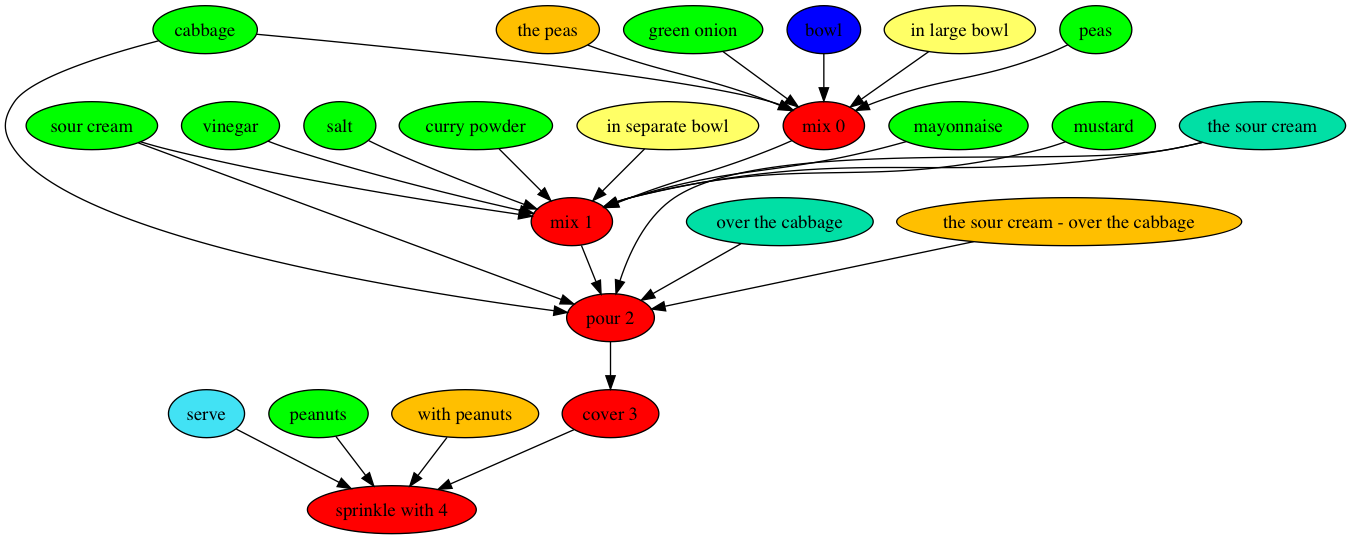 cabbage
the peas
green onion
bowl
in large bowl
peas
sour cream
vinegar
salt
curry powder
in separate bowl
mix 0
mayonnaise
mustard
the sour cream
mix 1
over the cabbage
the sour cream - over the cabbage
pour 2
serve
peanuts
with peanuts
cover 3
sprinkle with 4